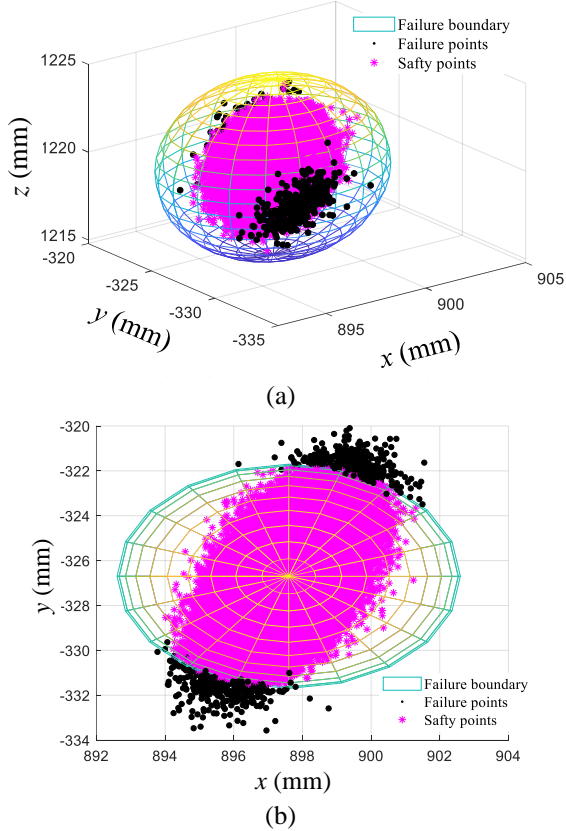 Failure boundary
Failure points
Safty points
1225
1220
1215
z (mm)
-320
-325
-330
-335
y (mm)
895
900
905
x (mm)
(a)
-320
-322
-324
-326
-328
-330
-332
-334
y (mm)
Failure boundary
Failure points
Safty points
892
894
896
898
900
902
904
x (mm)
(b)